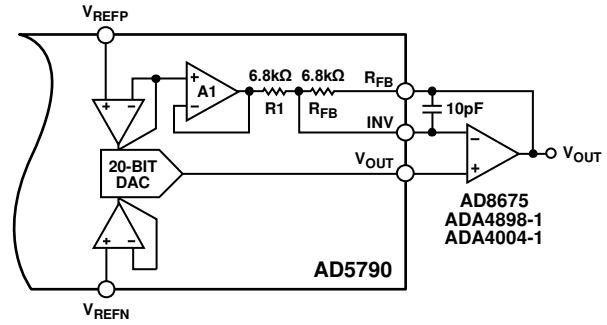 VREFP
6.8kΩ 6.8kΩ
A1
R1 RFB
RFB
10pF
INV
20-BIT
DAC
VOUT
VOUT
AD8675
ADA4898-1
ADA4004-1
AD5790
VREFN
+ −
+
−
−
+
+ −